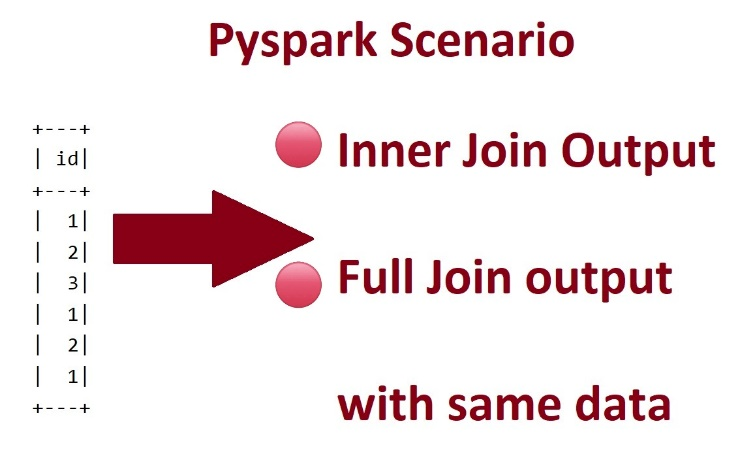 Pyspark Scenario
+---+
| id|
+---+
|  1|
|  2|
|  3|
|  1|
|  2|
|  1|
+---+
Inner Join Output
Full Join output
with same data